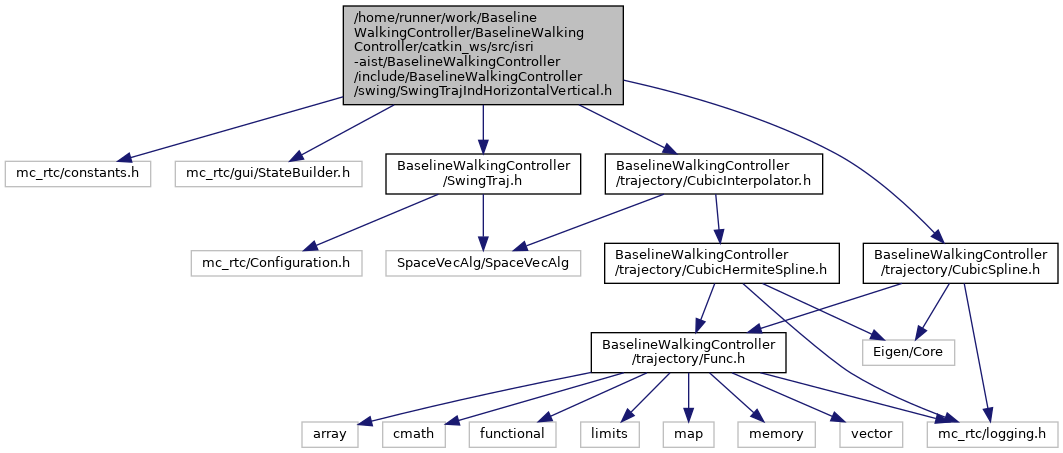 /home/runner/work/Baseline
WalkingController/BaselineWalking
Controller/catkin_ws/src/isri
-aist/BaselineWalkingController
/include/BaselineWalkingController
/swing/SwingTrajIndHorizontalVertical.h
mc_rtc/constants.h
mc_rtc/gui/StateBuilder.h
BaselineWalkingController
/SwingTraj.h
BaselineWalkingController
/trajectory/CubicInterpolator.h
mc_rtc/Configuration.h
SpaceVecAlg/SpaceVecAlg
BaselineWalkingController
/trajectory/CubicHermiteSpline.h
BaselineWalkingController
/trajectory/CubicSpline.h
BaselineWalkingController
/trajectory/Func.h
Eigen/Core
array
cmath
functional
limits
map
memory
vector
mc_rtc/logging.h